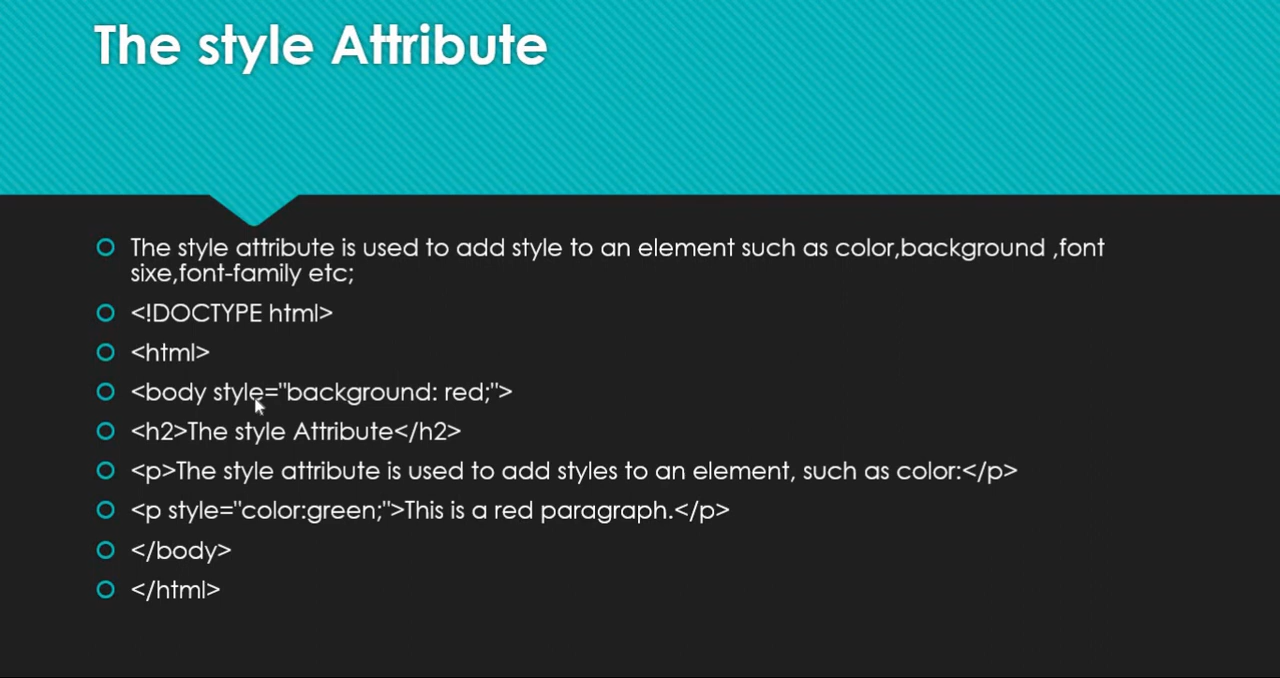 The style Attribute
The style attribute is used to add style to an element such as color,background ,font
sixe,font-family etc;
<!DOCTYPE html>
<html>
<body style="background: red;">
<h2>The style Attribute</h2>
<p>The style attribute is used to add styles to an element, such as color:</p>
<p style="color:green;">This is a red paragraph.</p>
</body>
</html>